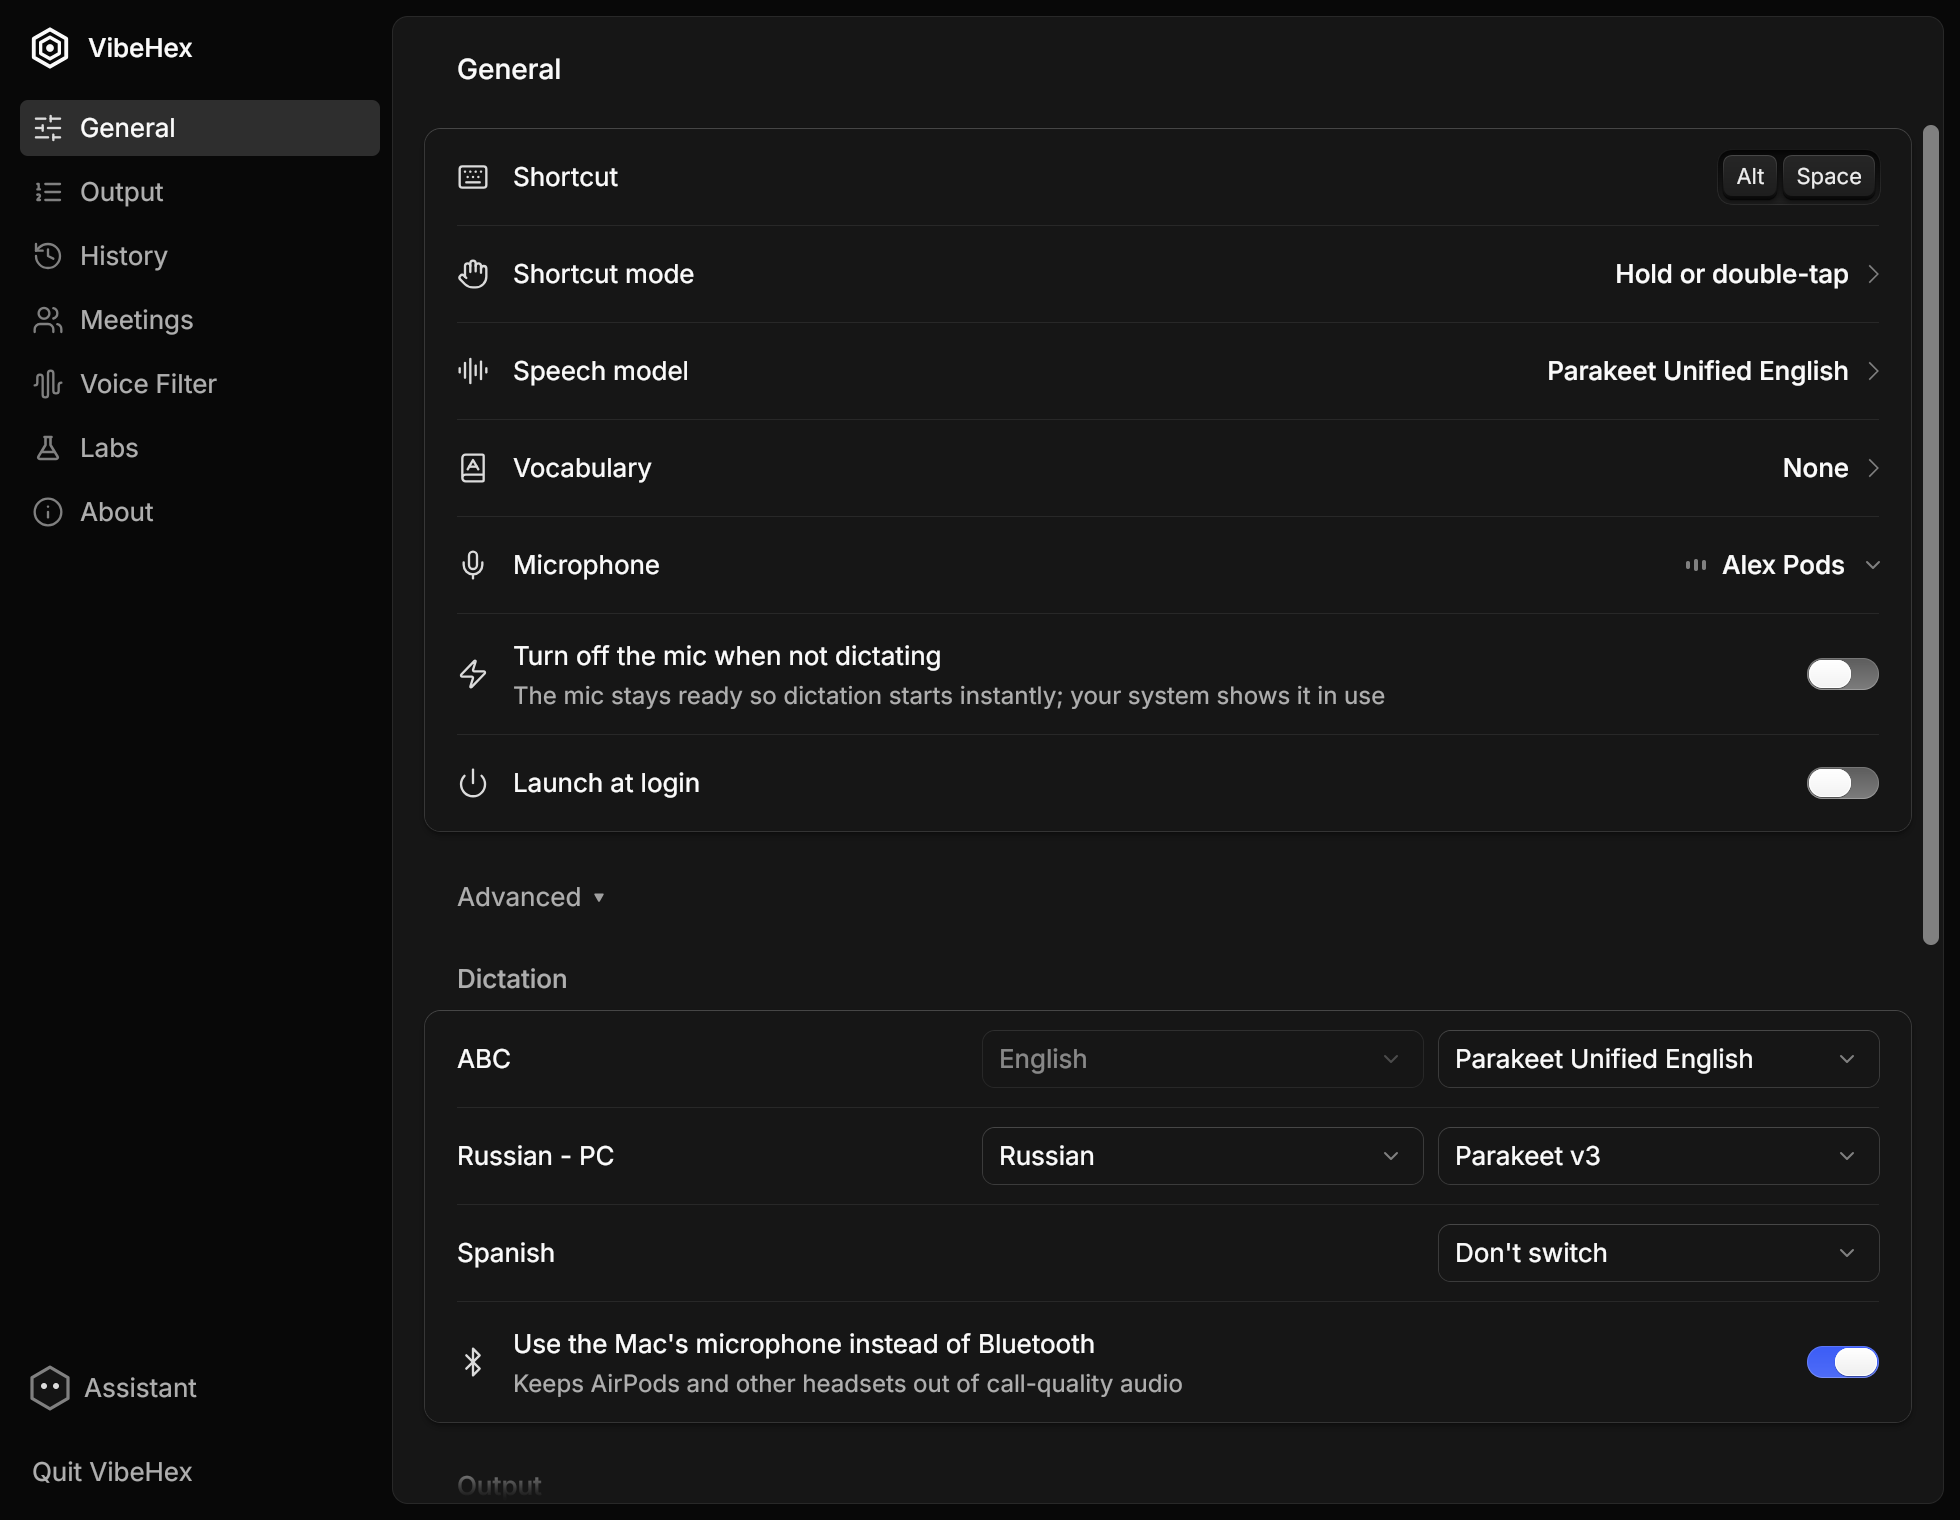 VibeHex
General
Output
History
Meetings
Voice Filter
Labs
About
Assistant
Quit VibeHex
General
Shortcut Alt Space
Shortcut mode Hold or double-tap
Speech model Parakeet Unified English
Vocabulary None
Microphone Alex Pods
Turn off the mic when not dictating
The mic stays ready so dictation starts instantly; your system shows it in use
Launch at login
Advanced
Dictation
ABC English Parakeet Unified English
Russian - PC Russian Parakeet v3
Spanish Don't switch
Use the Mac's microphone instead of Bluetooth
Keeps AirPods and other headsets out of call-quality audio
Output